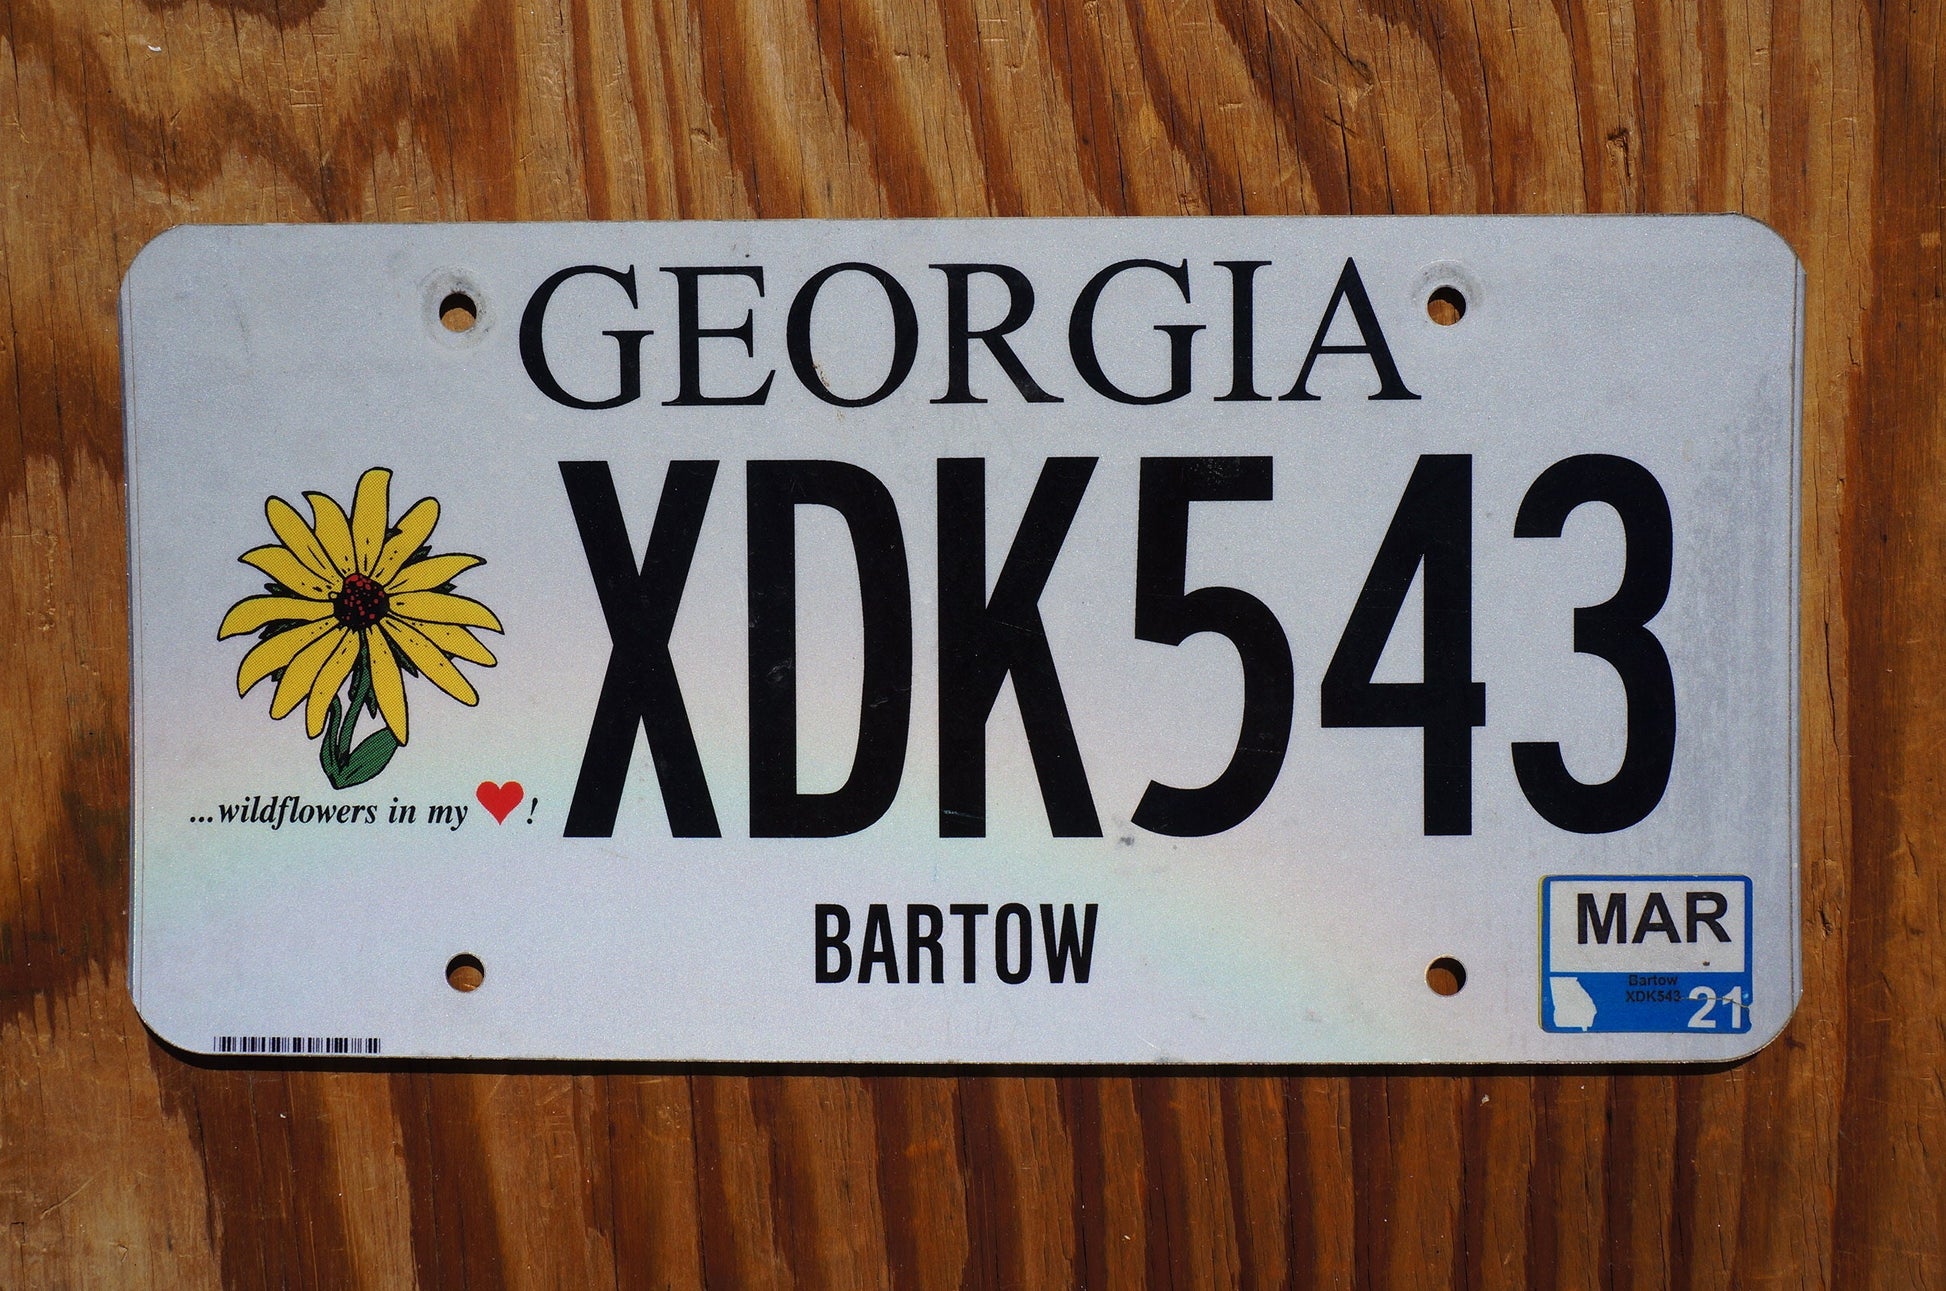 GEORGIA
XDK543
...wildflowers in my ♥!
BARTOW
MAR
Bartow
XDK543
21